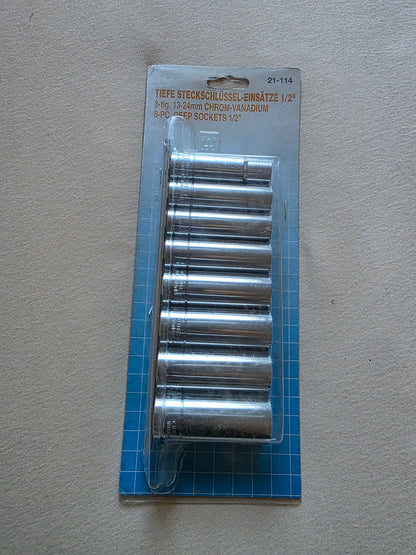 21-114
TIEFE STECKSCHLÜSSEL-EINSÄTZE 1/2"
8-tlg. 13-24mm CHROM-VANADIUM
8-PC. DEEP SOCKETS 1/2"